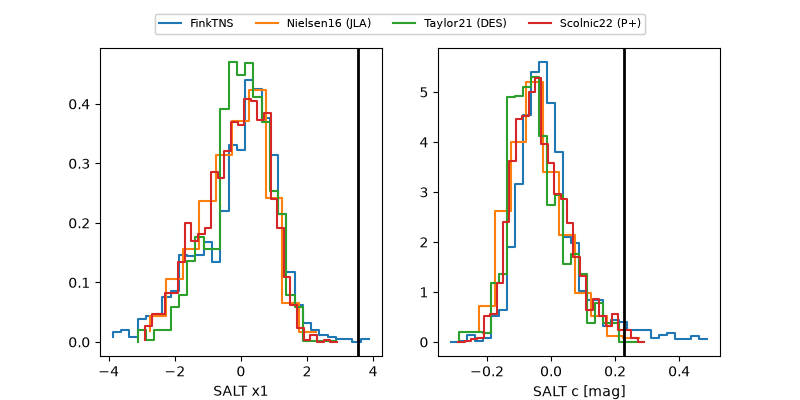 FinkTNS Nielsen16 (JLA) Taylor21 (DES) Scolnic22 (P+)
0.4
0.3
0.2
0.1
0.0
−4 −2 0 2 4
SALT x1
5
4
3
2
1
0
−0.2 0.0 0.2 0.4
SALT c [mag]